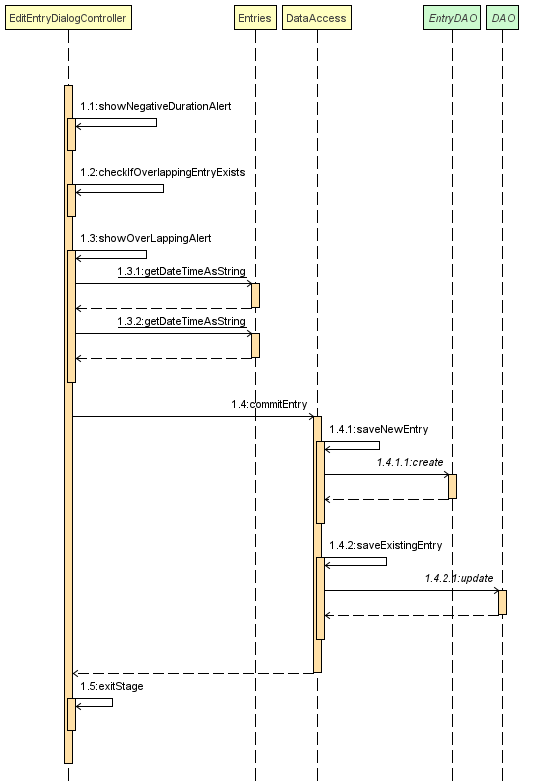 EditEntryDialogController
Entries
DataAccess
EntryDAO
DAO
1.1:showNegativeDurationAlert
1.2:checkIfOverlappingEntryExists
1.3:showOverLappingAlert
1.3.1:getDateTimeAsString
1.3.2:getDateTimeAsString
1.4:commitEntry
1.4.1:saveNewEntry
1.4.1.1:create
1.4.2:saveExistingEntry
1.4.2.1:update
1.5:exitStage